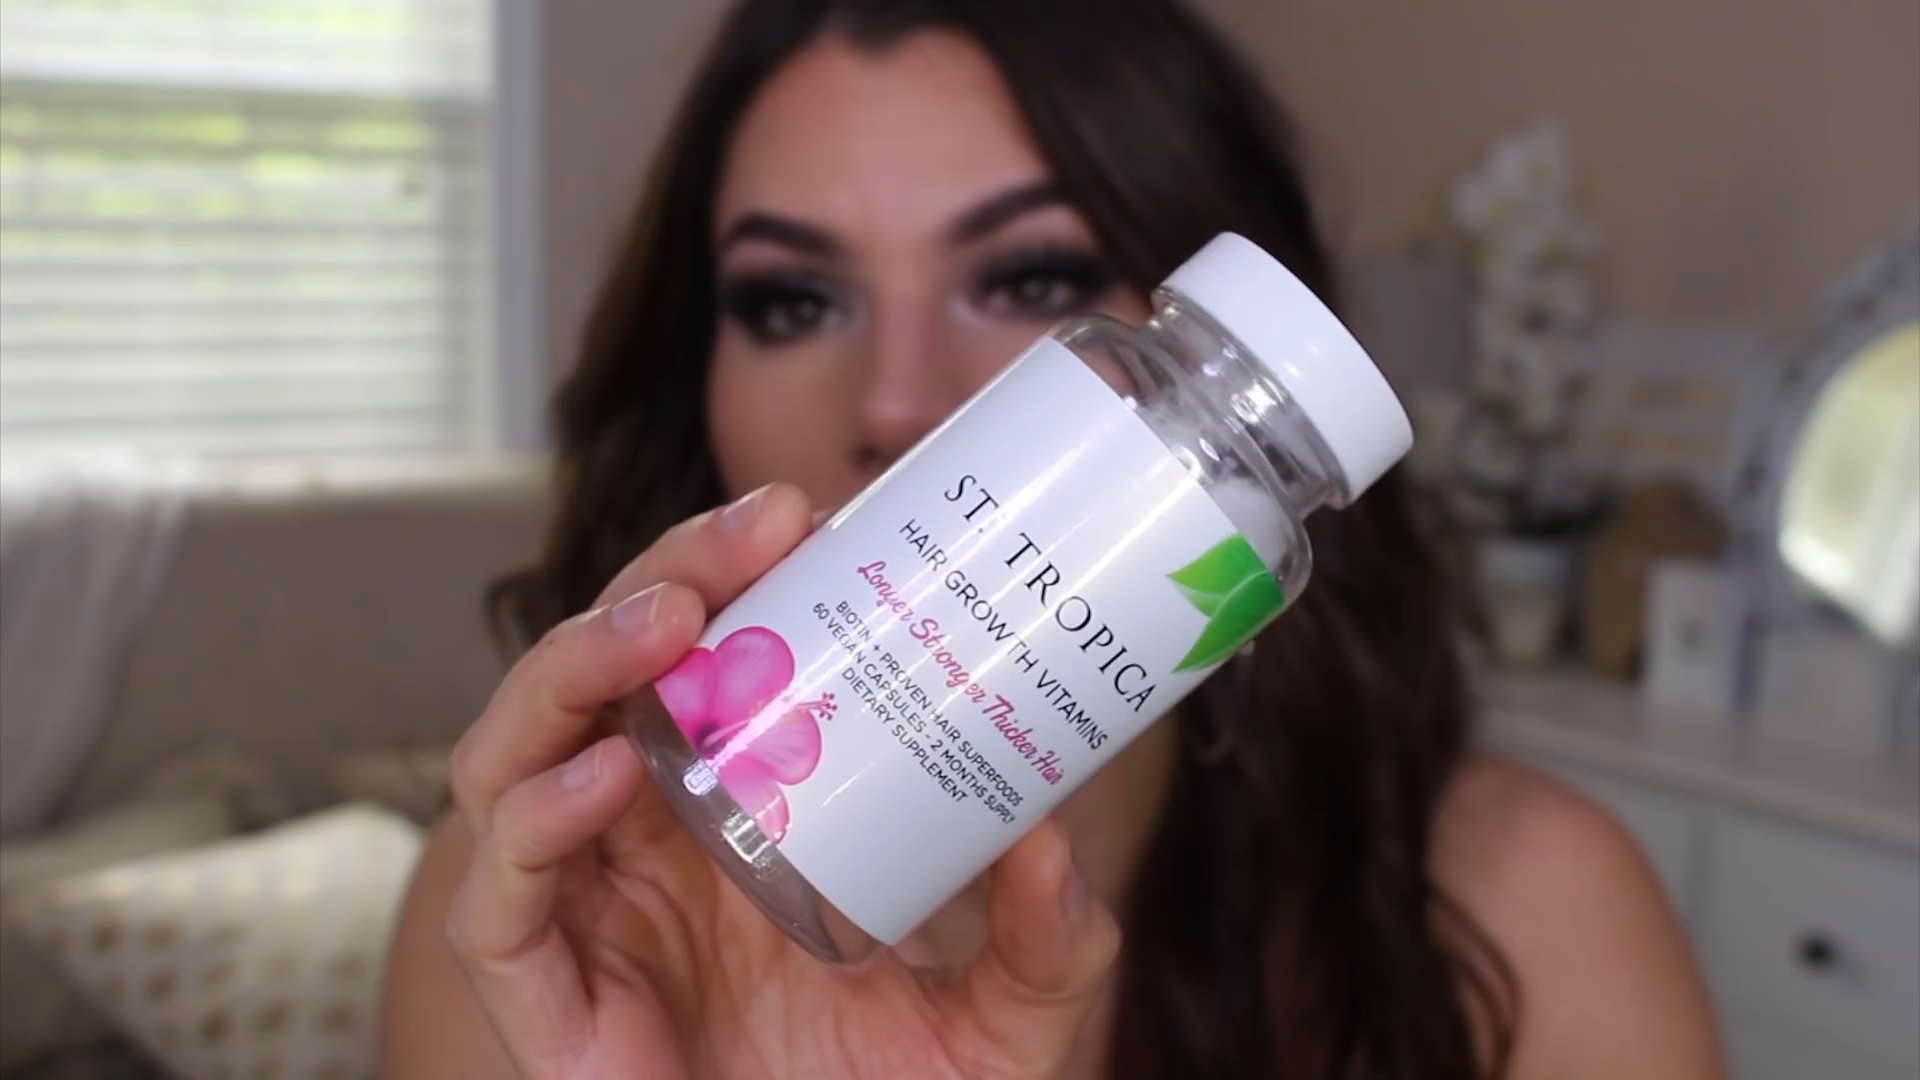 ST. TROPICA
HAIR GROWTH VITAMINS
Longer Stronger Thicker Hair
BIOTIN + PROVEN HAIR SUPERFOODS
60 VEGAN CAPSULES - 2 MONTHS SUPPLY
DIETARY SUPPLEMENT